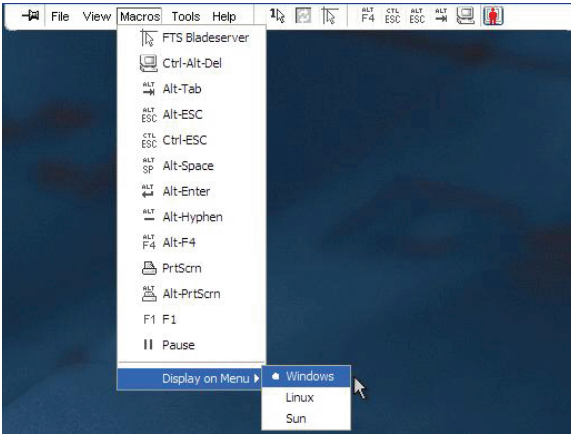 File View Macros Tools Help 1 ALT F4 CTL ESC ALT ESC ALT
FTS Bladeserver
Ctrl-Alt-Del
ALT Alt-Tab
ALT ESC Alt-ESC
CTL ESC Ctrl-ESC
ALT SP Alt-Space
ALT Alt-Enter
ALT Alt-Hyphen
ALT F4 Alt-F4
PrtScrn
ALT Alt-PrtScrn
F1 F1
Pause
Display on Menu
Windows
Linux
Sun